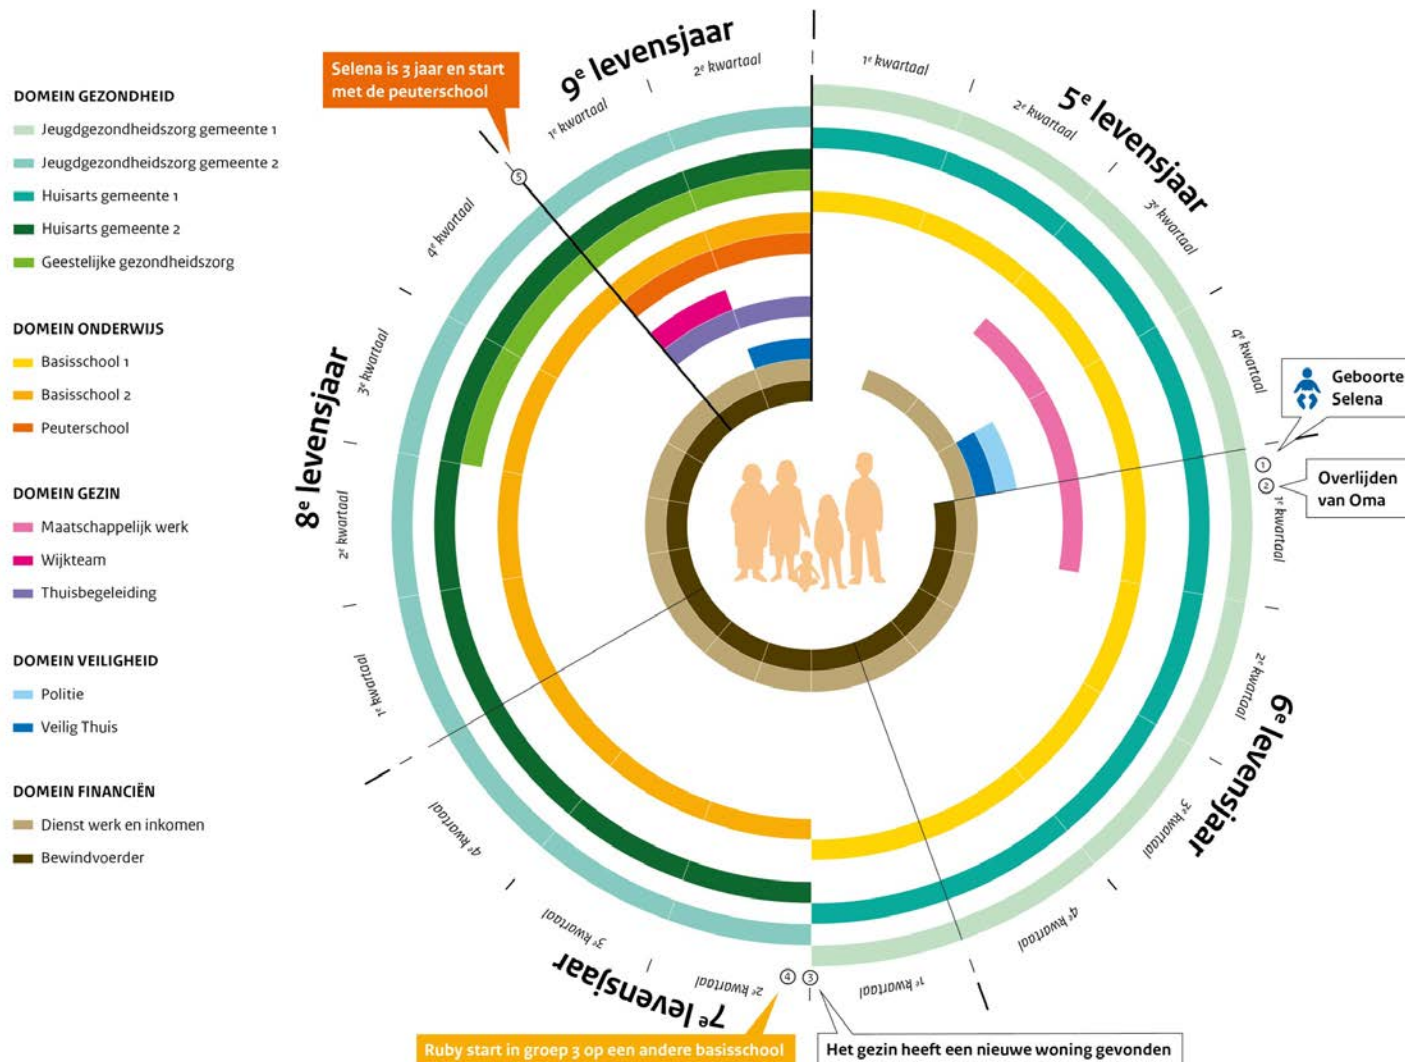 DOMEIN GEZONDHEID
Jeugdgezondheidszorg gemeente 1
Jeugdgezondheidszorg gemeente 2
Huisarts gemeente 1
Huisarts gemeente 2
Geestelijke gezondheidszorg
DOMEIN ONDERWIJS
Basisschool 1
Basisschool 2
Peuterschool
DOMEIN GEZIN
Maatschappelijk werk
Wijkteam
Thuisbegeleiding
DOMEIN VEILIGHEID
Politie
Veilig Thuis
DOMEIN FINANCIËN
Dienst werk en inkomen
Bewindvoerder
5e levensjaar
1e kwartaal
2e kwartaal
3e kwartaal
4e kwartaal
Geboorte
Selena
1
2
Overlijden
van Oma
6e levensjaar
1e kwartaal
2e kwartaal
3e kwartaal
4e kwartaal
7e levensjaar
1e kwartaal
3
Het gezin heeft een nieuwe woning gevonden
4
Ruby start in groep 3 op een andere basisschool
2e kwartaal
3e kwartaal
4e kwartaal
8e levensjaar
1e kwartaal
2e kwartaal
3e kwartaal
4e kwartaal
5
Selena is 3 jaar en start
met de peuterschool
9e levensjaar
1e kwartaal
2e kwartaal